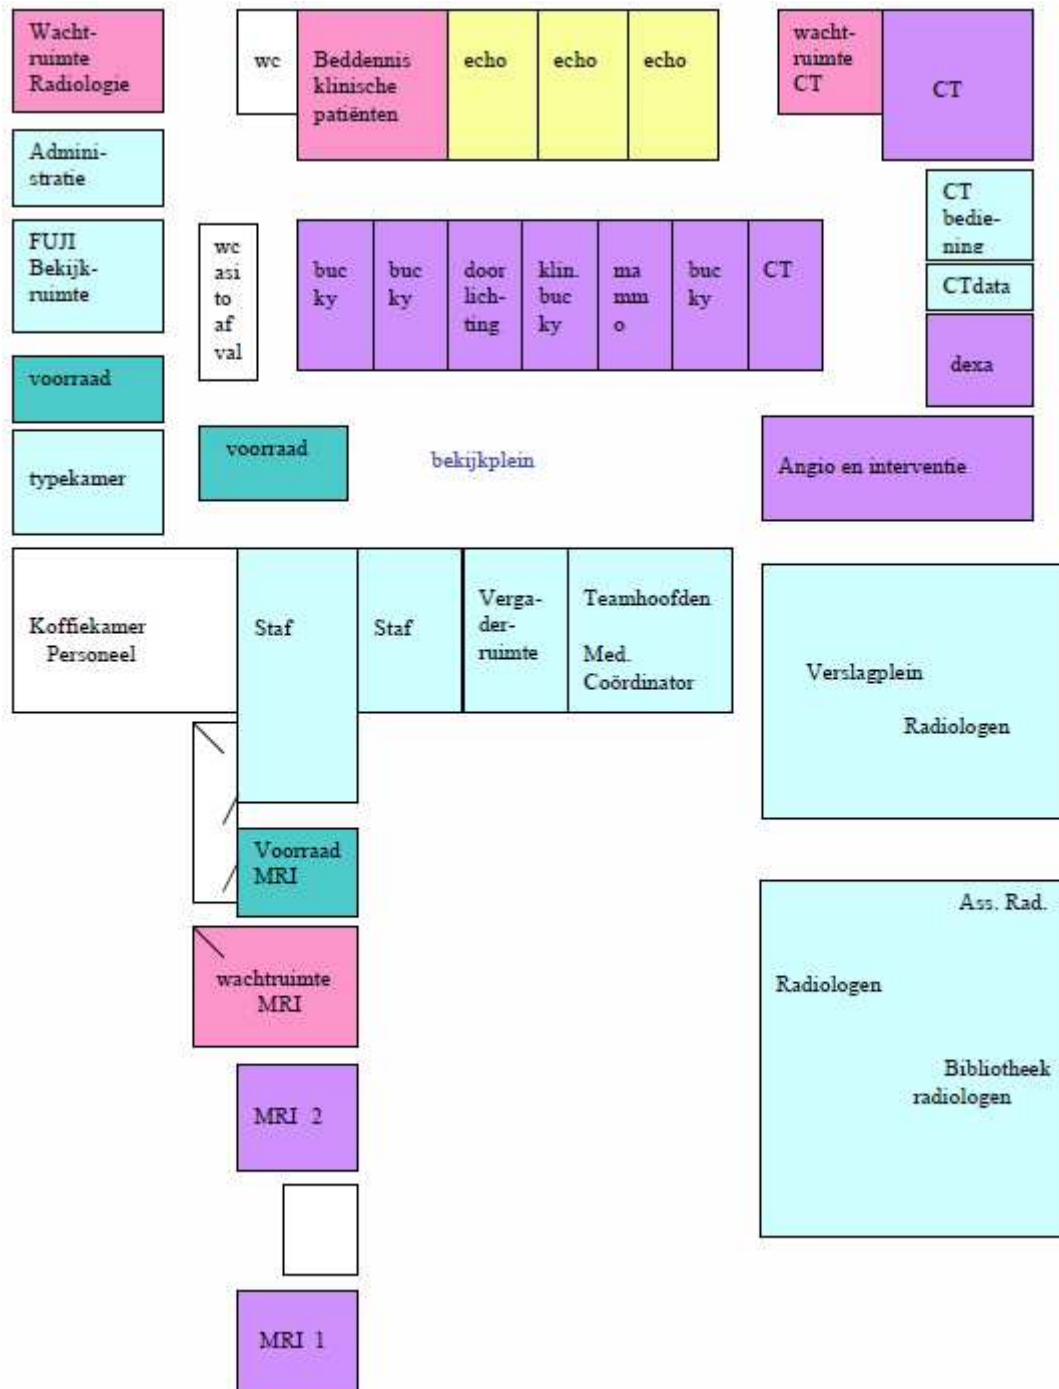 Wacht-
ruimte
Radiologie
wc
Beddennis
klinische
patiënten
echo
echo
echo
wacht-
ruimte
CT
CT
Admini-
stratie
CT
bedie-
ning
FUJI
Bekijk-
ruimte
wc
asi
to
af
val
buc
ky
buc
ky
door
lich-
ting
klin.
buc
ky
ma
mm
o
buc
ky
CT
CTdata
dexa
voorraad
typekamer
voorraad
bekijkplein
Angio en interventie
Koffiekamer
Personeel
Staf
Staf
Verga-
der-
ruimte
Teamhoofden
Med.
Coördinator
Verslagplein
Radiologen
Voorraad
MRI
wachtruimte
MRI
Ass. Rad.
Radiologen
Bibliotheek
radiologen
MRI 2
MRI 1